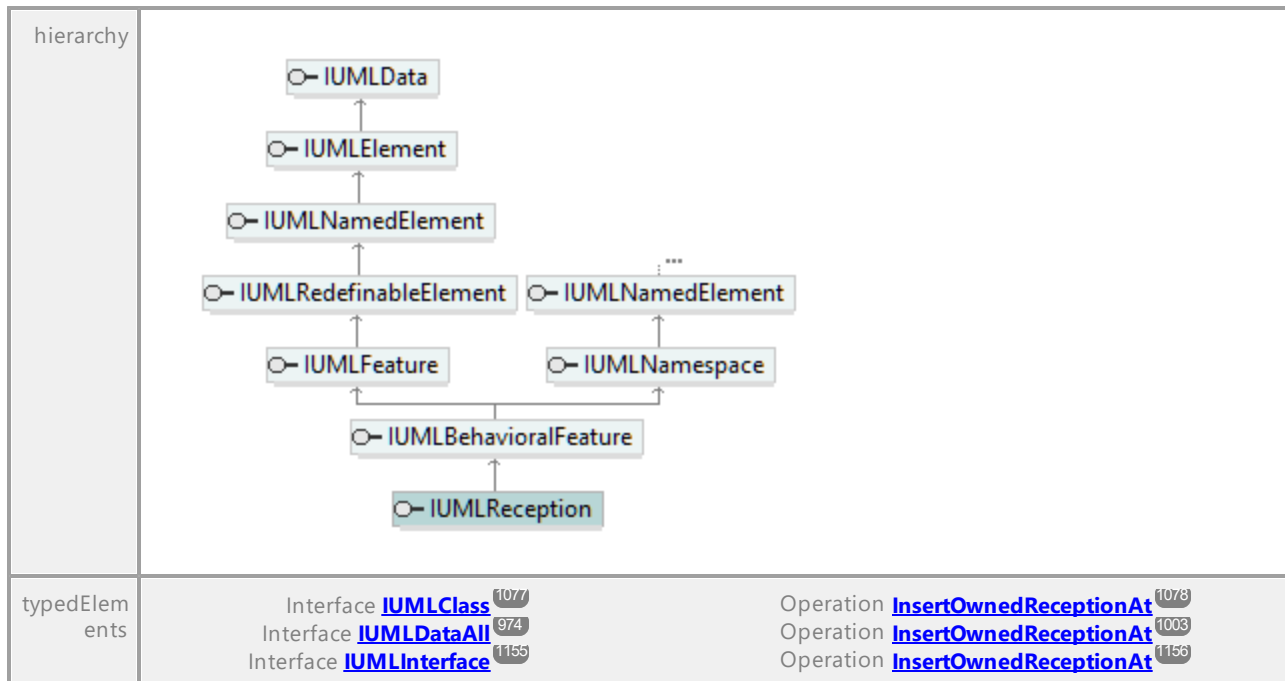 hierarchy
IUMLData
IUMLElement
IUMLNamedElement
...
IUMLRedefinableElement IUMLNamedElement
IUMLFeature IUMLNamespace
IUMLBehavioralFeature
IUMLReception
typedElem
ents
Interface IUMLClass 1077 Operation InsertOwnedReceptionAt 1078
Interface IUMLDataAll 974 Operation InsertOwnedReceptionAt 1003
Interface IUMLInterface 1155 Operation InsertOwnedReceptionAt 1156